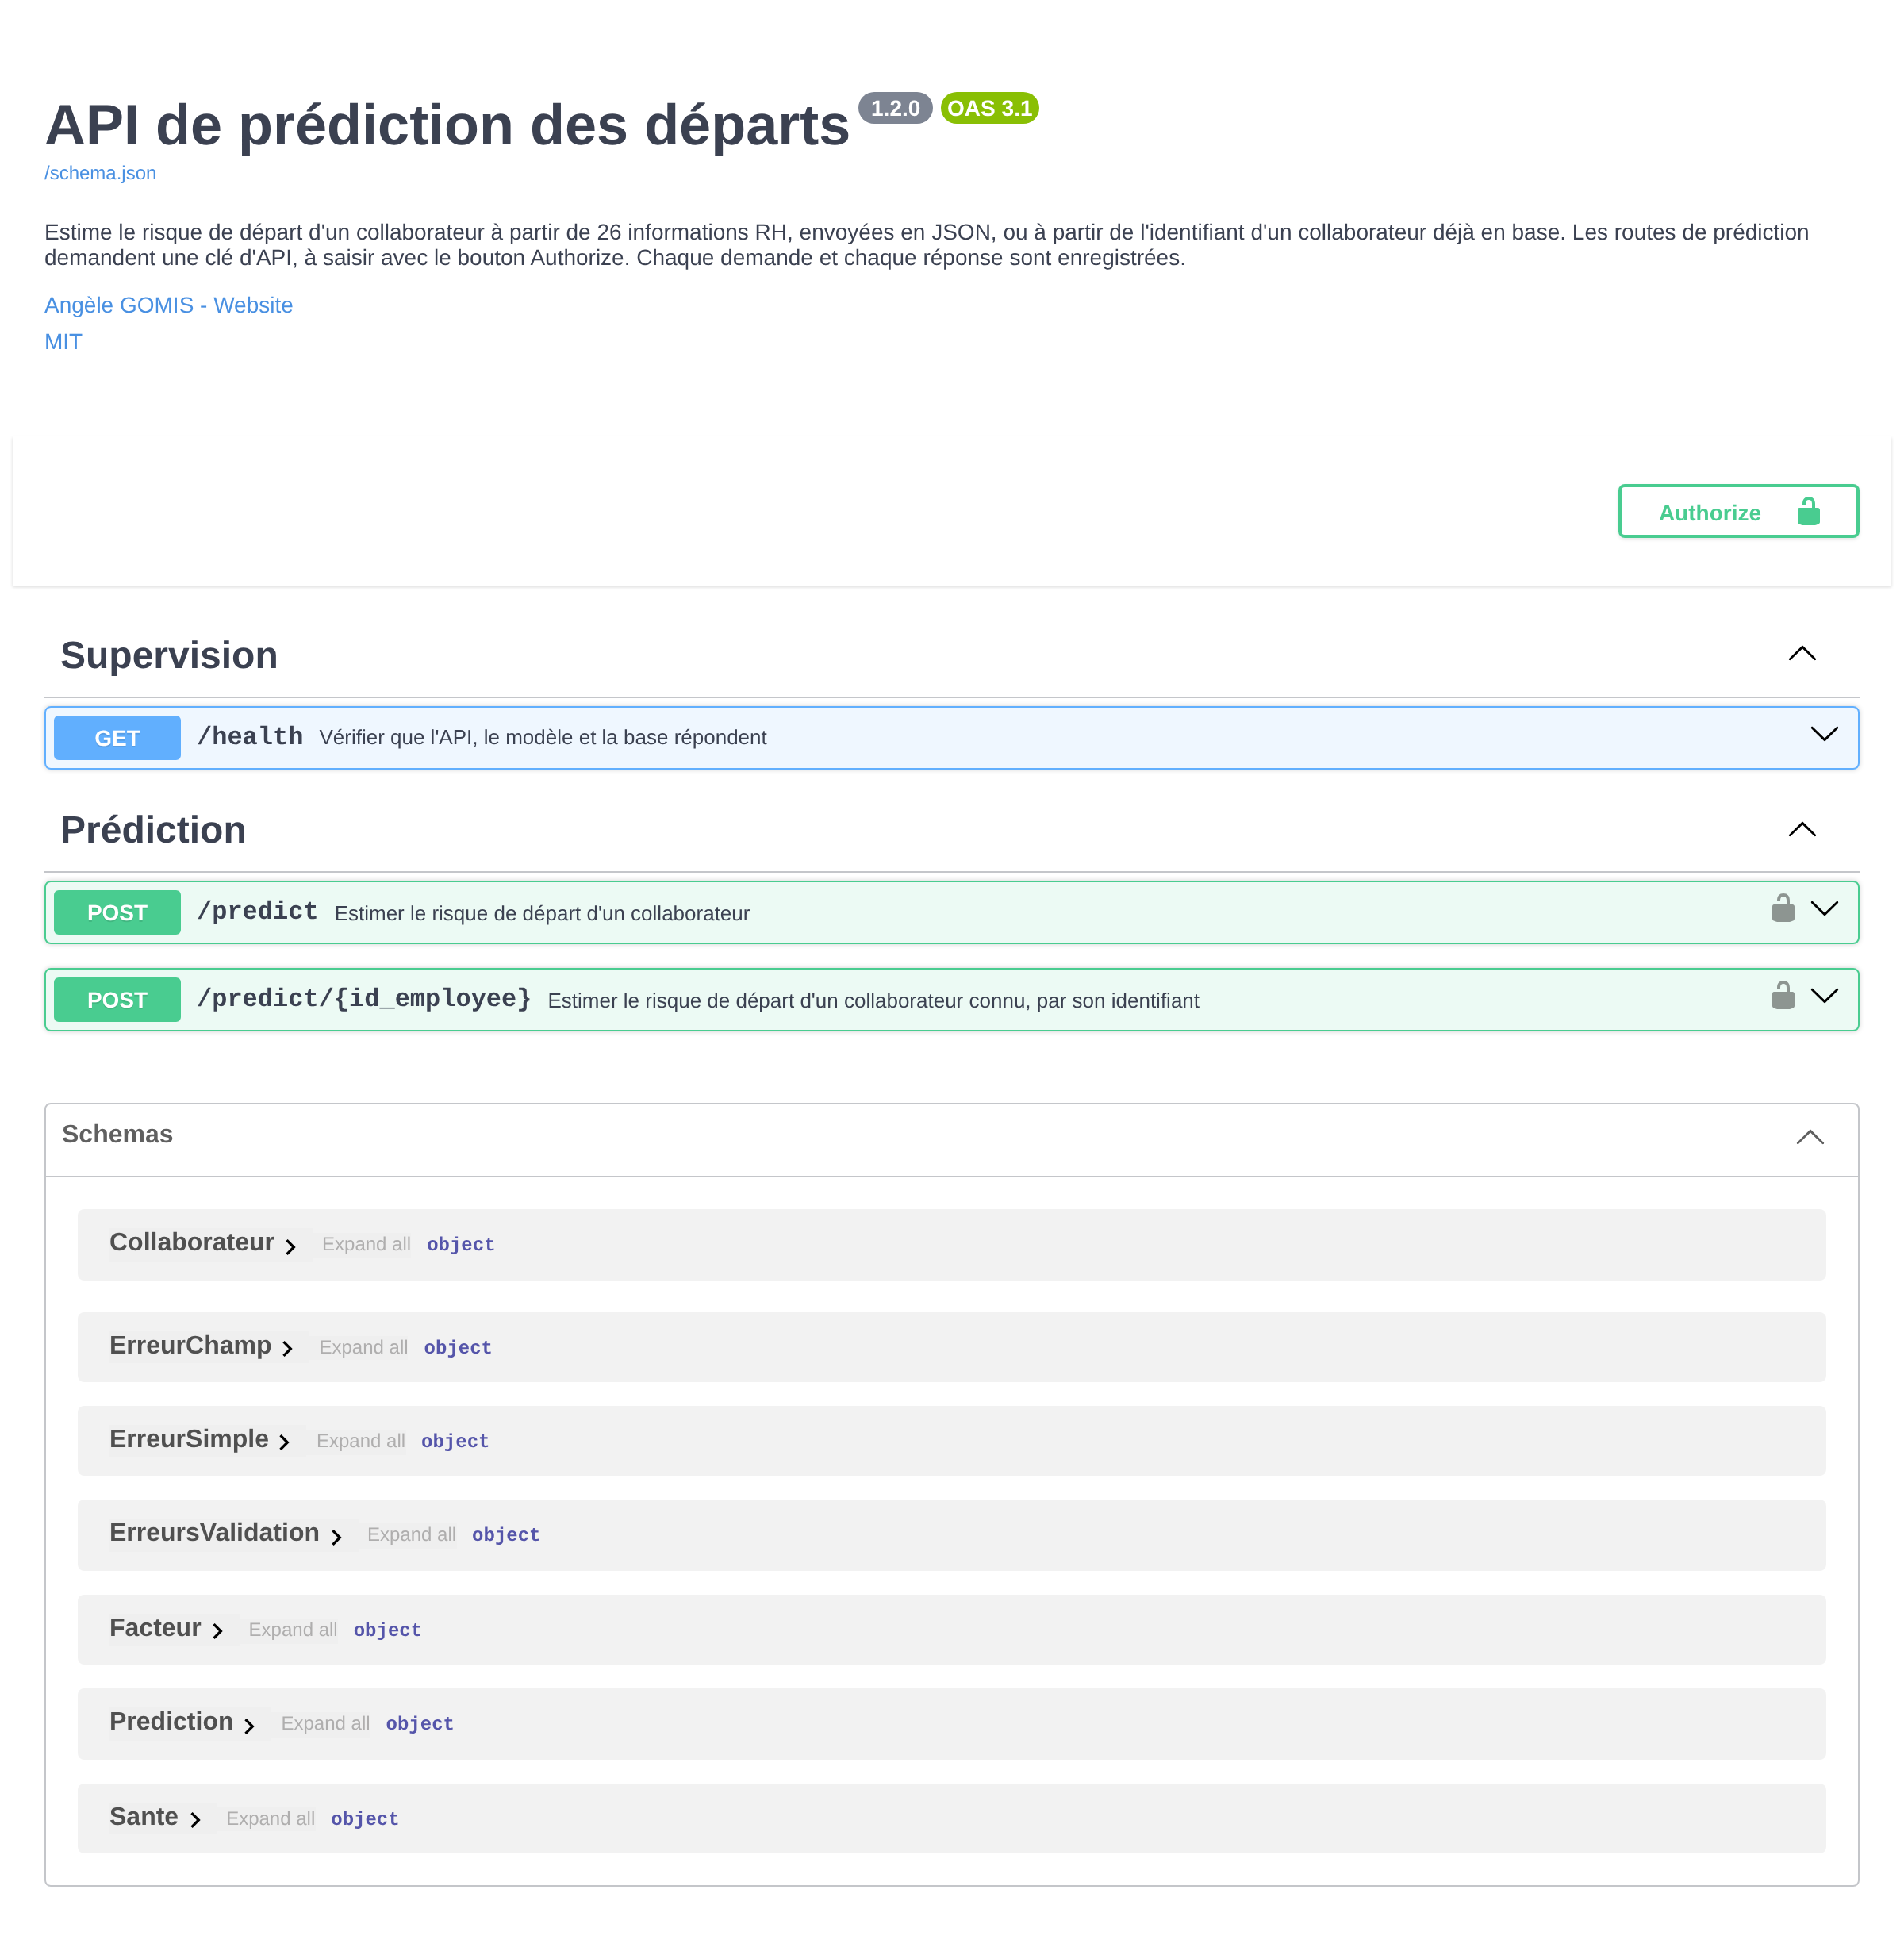 API de prédiction des départs 1.2.0 OAS 3.1
/schema.json
Estime le risque de départ d'un collaborateur à partir de 26 informations RH, envoyées en JSON, ou à partir de l'identifiant d'un collaborateur déjà en base. Les routes de prédiction
demandent une clé d'API, à saisir avec le bouton Authorize. Chaque demande et chaque réponse sont enregistrées.
Angèle GOMIS - Website
MIT
Authorize
Supervision
GET /health Vérifier que l'API, le modèle et la base répondent
Prédiction
POST /predict Estimer le risque de départ d'un collaborateur
POST /predict/{id_employee} Estimer le risque de départ d'un collaborateur connu, par son identifiant
Schemas
Collaborateur Expand all object
ErreurChamp Expand all object
ErreurSimple Expand all object
ErreursValidation Expand all object
Facteur Expand all object
Prediction Expand all object
Sante Expand all object